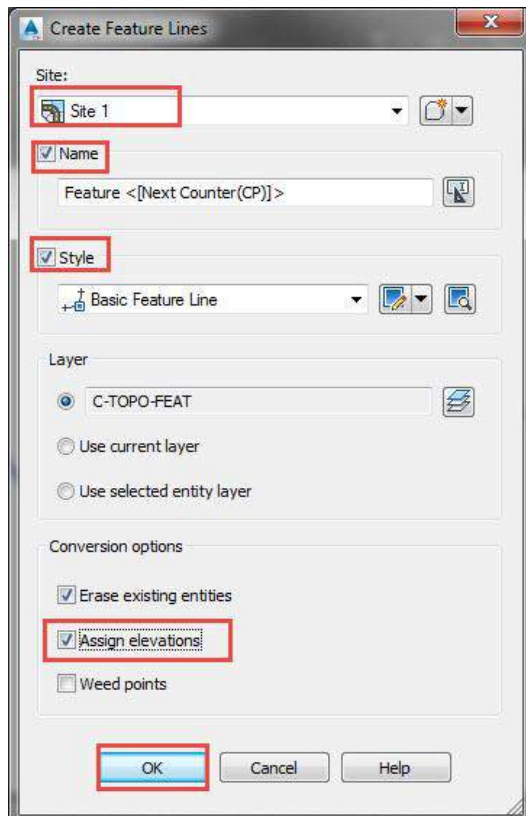 Create Feature Lines
Site:
Site 1
Name
Feature <[Next Counter(CP)]>
Style
Basic Feature Line
Layer
C-TOPO-FEAT
Use current layer
Use selected entity layer
Conversion options
Erase existing entities
Assign elevations
Weed points
OK Cancel Help